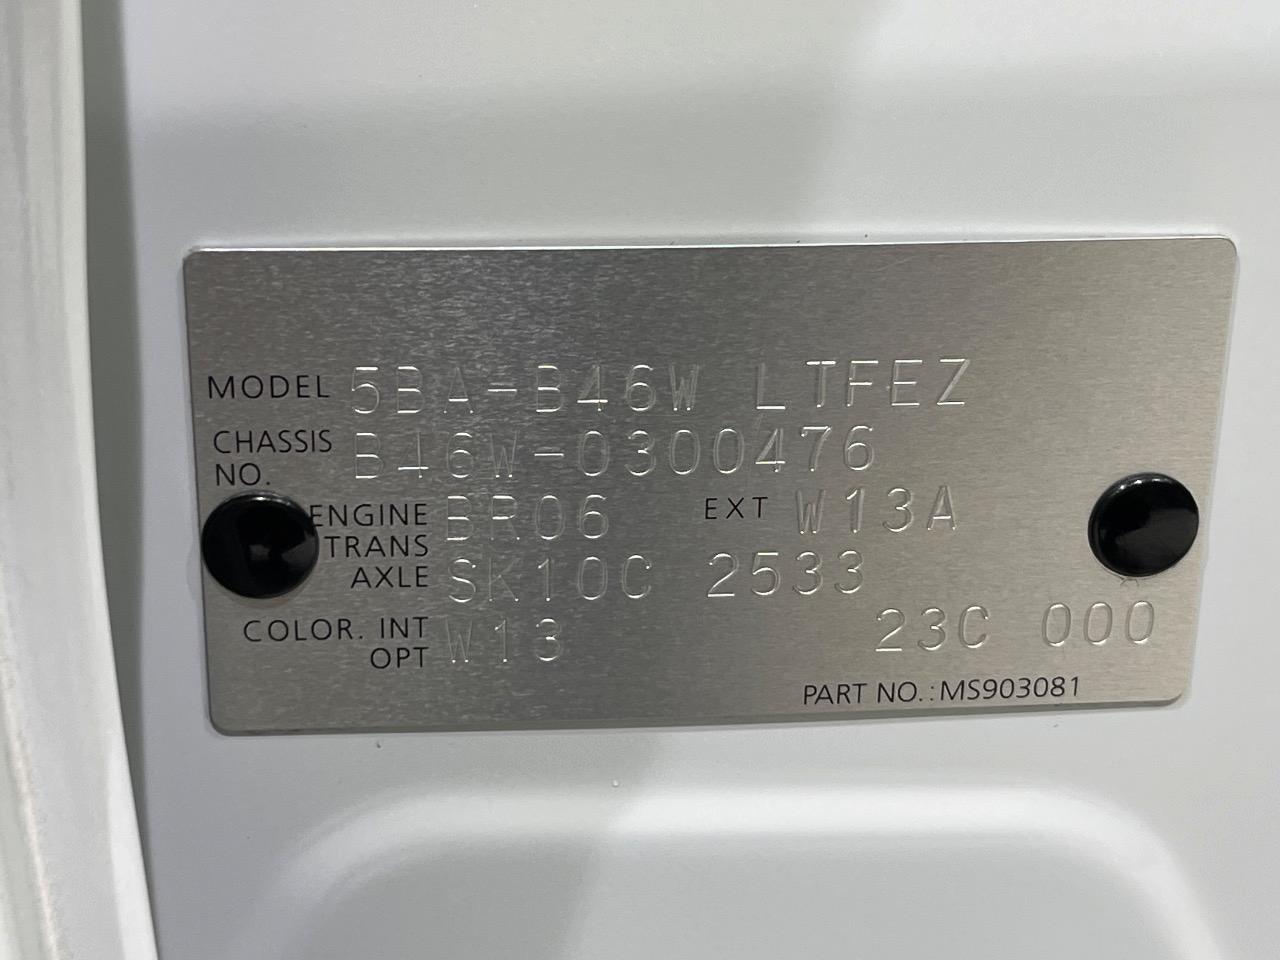 MODEL 5BA-B46W LTFEZ
CHASSIS NO. B46W-0300476
ENGINE BR06 EXT W13A
TRANS AXLE SK10C 2533
COLOR. INT OPT W13 23C 000
PART NO.:MS903081